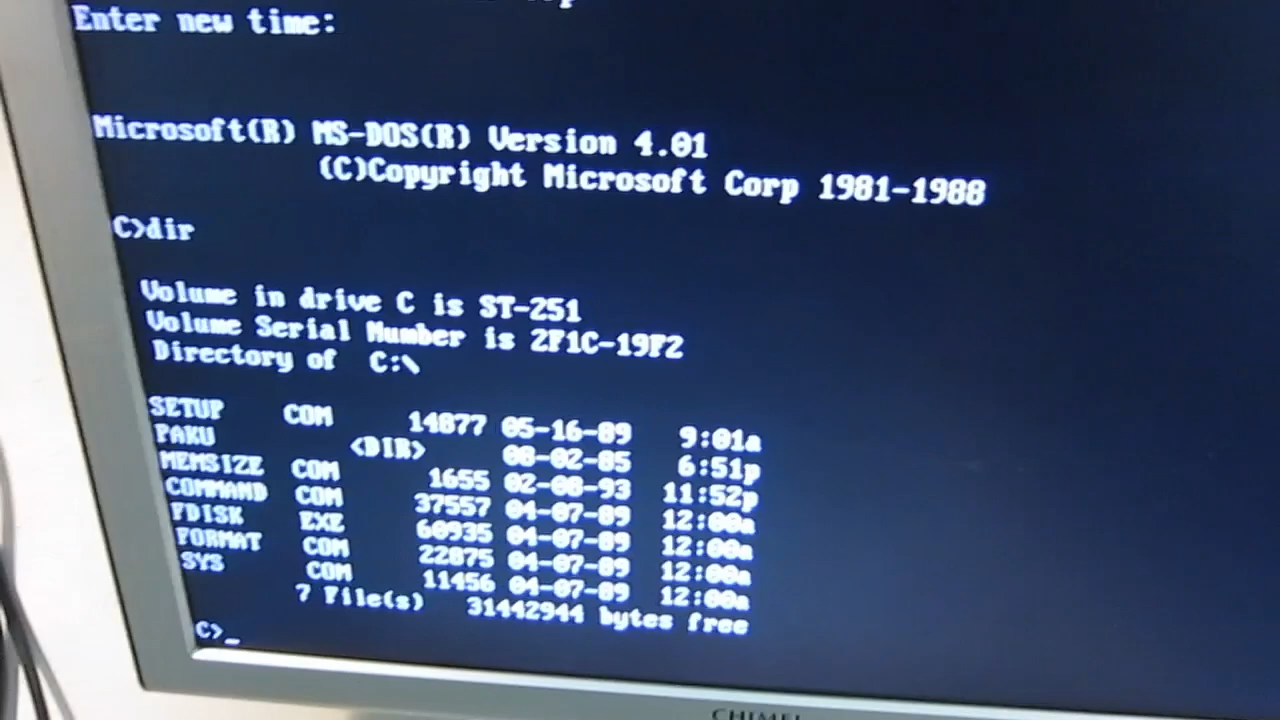 Enter new time:
Microsoft(R) MS-DOS(R) Version 4.01
(C)Copyright Microsoft Corp 1981-1988
C>dir
Volume in drive C is ST-251
Volume Serial Number is 2F1C-19F2
Directory of C:\
SETUP COM 14877 05-16-89 9:01a
PAKU <DIR> 08-02-85 6:51p
MEMSIZE COM 1655 02-08-93 11:52p
COMMAND COM 37557 04-07-89 12:00a
FDISK EXE 60935 04-07-89 12:00a
FORMAT COM 22875 04-07-89 12:00a
SYS COM 11456 04-07-89 12:00a
7 File(s) 31442944 bytes free
C>_